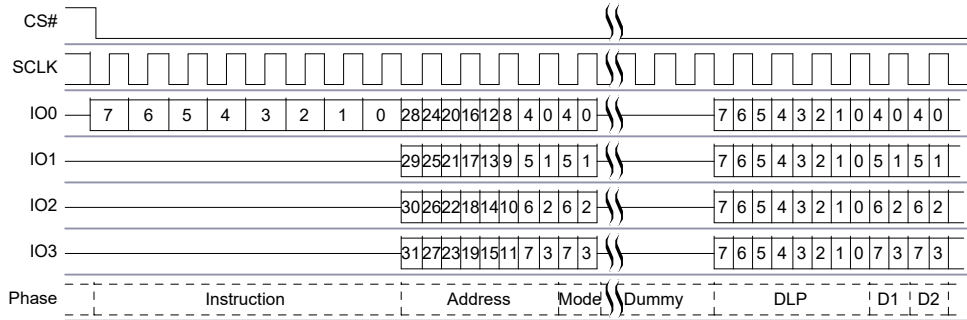 CS#
SCLK
IO0 7 6 5 4 3 2 1 0 28 24 20 16 12 8 4 0 4 0 7 6 5 4 3 2 1 0 4 0 4 0
IO1 29 25 21 17 13 9 5 1 5 1 7 6 5 4 3 2 1 0 5 1 5 1
IO2 30 26 22 18 14 10 6 2 6 2 7 6 5 4 3 2 1 0 6 2 6 2
IO3 31 27 23 19 15 11 7 3 7 3 7 6 5 4 3 2 1 0 7 3 7 3
Phase Instruction Address Mode Dummy DLP D1 D2